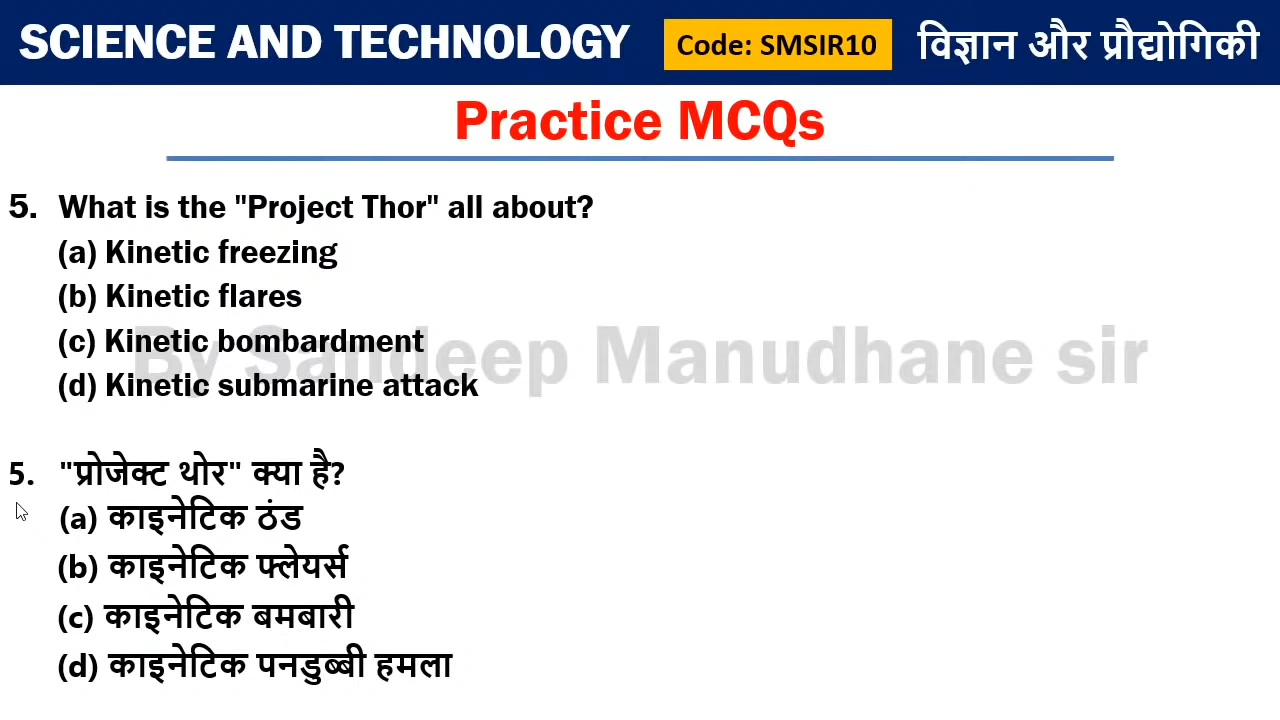 SCIENCE AND TECHNOLOGY
Code: SMSIR10
विज्ञान और प्रौद्योगिकी
Practice MCQs
5. What is the "Project Thor" all about?
(a) Kinetic freezing
(b) Kinetic flares
(c) Kinetic bombardment
By Sandeep Manudhane sir
(d) Kinetic submarine attack
5. "प्रोजेक्ट थोर" क्या है?
(a) काइनेटिक ठंड
(b) काइनेटिक फ्लेयर्स
(c) काइनेटिक बमबारी
(d) काइनेटिक पनडुब्बी हमला